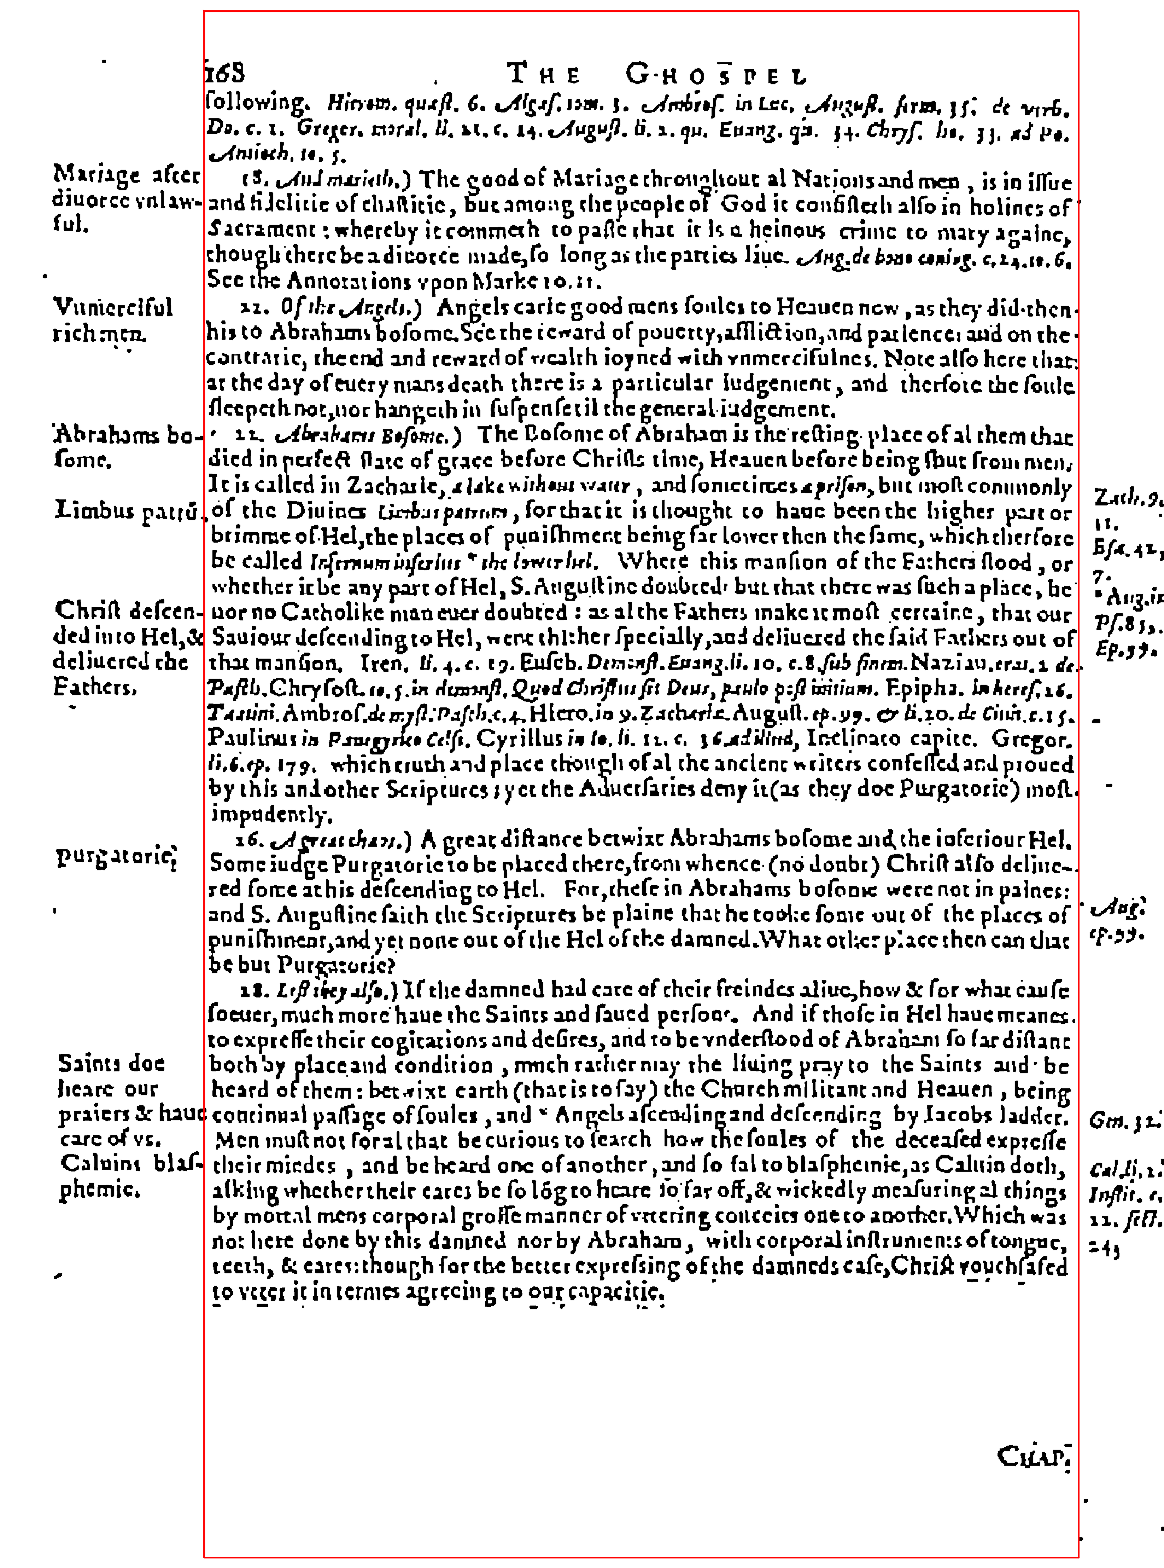 168 THE GHOSPEL
following. Hierom. quæst. 6. Algas. tom. 3. Ambros. in Luc. August. serm. 35. de verb.
Do. c. 1. Greger. moral. li. 21. c. 14. August. li. 2. qu. Euang. qu. 34. Chrys. ho. 33. ad Po.
Antioch. to. 5.
Mariage after
diuorce vnlaw-
ful.
18. And marieth.) The good of Mariage throughout al Nations and men, is in issue
and fidelitie of chastitie, but among the people of God it consisteth also in holines of
Sacrament: whereby it commeth to passe that it is a heinous crime to mary againe,
though there be a diuorce made, so long as the parties liue. Aug. de bono coniug. c. 24. to. 6.
See the Annotations vpon Marke 10. 11.
Vnmerciful
rich men.
22. Of the Angels.) Angels carie good mens soules to Heauen now, as they did then
his to Abrahams bosome. See the reward of pouerty, affliction, and patience: and on the
contrarie, the end and reward of wealth ioyned with vnmercifulnes. Note also here that
at the day of euery mans death there is a particular Iudgement, and therfore the soule
sleepeth not, nor hangeth in suspense til the general iudgement.
Abrahams bo-
some.
22. Abrahams Bosome.) The Bosome of Abraham is the resting place of al them that
died in perfect state of grace before Christs time, Heauen before being shut from men.
It is called in Zacharie, a lake without water, and sometimes a prison, but most commonly
Limbus patrū.
of the Diuines Limbus patrum, for that it is thought to haue been the higher part or
brimme of Hel, the places of punishment being far lower then the same, which therfore
be called Infernum inferius * the lower hel. Where this mansion of the Fathers stood, or
whether it be any part of Hel, S. Augustine doubted: but that there was such a place, he
Zach. 9.
11.
Esa. 42,
7.
* Aug. in
Ps. 85.
Ep. 99.
Christ descen-
ded into Hel, &
deliuered the
Fathers.
nor no Catholike man euer doubted: as al the Fathers make it most certaine, that our
Sauiour descending to Hel, went thither specially, and deliuered the said Fathers out of
that mansion. Iren. li. 4. c. 39. Euseb. Demonst. Euang. li. 10. c. 8. sub finem. Nazian. orat. 2 de
Pasch. Chrysost. to. 5. in demonst. Quod Christus sit Deus, paulo post initium. Epipha. in heres. 46.
Tatiani. Ambros. de myst. Pasch. c. 4. Hiero. in 9. Zachariæ. August. ep. 99. & li. 20. de Ciuit. c. 15.
Paulinus in Panegyrico Celsi. Cyrillus in Io. li. 12. c. 36. ad illud, Inclinato capite. Gregor.
li. 6. ep. 179. which truth and place though of al the ancient writers confessed and proued
by this and other Scriptures; yet the Aduersaries deny it (as they doe Purgatorie) most
impudently.
purgatorie.
26. A great chaos.) A great distance betwixt Abrahams bosome and the inferiour Hel.
Some iudge Purgatorie to be placed there, from whence (no doubt) Christ also deliue-
red some at his descending to Hel. For, these in Abrahams bosome were not in paines:
and S. Augustine saith the Scriptures be plaine that he tooke some out of the places of
punishment, and yet none out of the Hel of the damned. What other place then can that
be but Purgatorie?
Aug.
ep. 99.
28. Lest they also.) If the damned had care of their freindes aliue, how & for what cause
soeuer, much more haue the Saints and saued persons. And if those in Hel haue meanes
to expresse their cogitations and desires, and to be vnderstood of Abraham so far distant
Saints doe
heare our
praiers & haue
care of vs.
both by place and condition, much rather may the liuing pray to the Saints and be
heard of them: betwixt earth (that is to say) the Church militant and Heauen, being
continual passage of soules, and * Angels ascending and descending by Iacobs ladder.
Men must not for al that be curious to search how the soules of the deceased expresse
Gen. 32.
Caluins blas-
phemie.
their mindes, and be heard one of another, and so fal to blasphemie, as Caluin doth,
asking whether their eares be so lōg to heare so far off, & wickedly measuring al things
by mortal mens corporal grosse manner of vttering conceits one to another. Which was
not here done by this damned nor by Abraham, with corporal instruments of tongue,
teeth, & eares: though for the better expressing of the damneds case, Christ vouchsafed
to vtter it in termes agreeing to our capacitie.
Cal. li. 2.
Instit. c.
22. sect.
24;
CHAP.